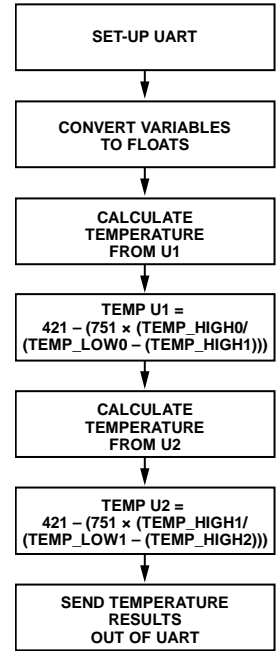 SET-UP UART
CONVERT VARIABLES
TO FLOATS
CALCULATE
TEMPERATURE
FROM U1
TEMP U1 =
421 – (751 × (TEMP_HIGH0/
(TEMP_LOW0 – (TEMP_HIGH1)))
CALCULATE
TEMPERATURE
FROM U2
TEMP U2 =
421 – (751 × (TEMP_HIGH1/
(TEMP_LOW1 – (TEMP_HIGH2)))
SEND TEMPERATURE
RESULTS
OUT OF UART